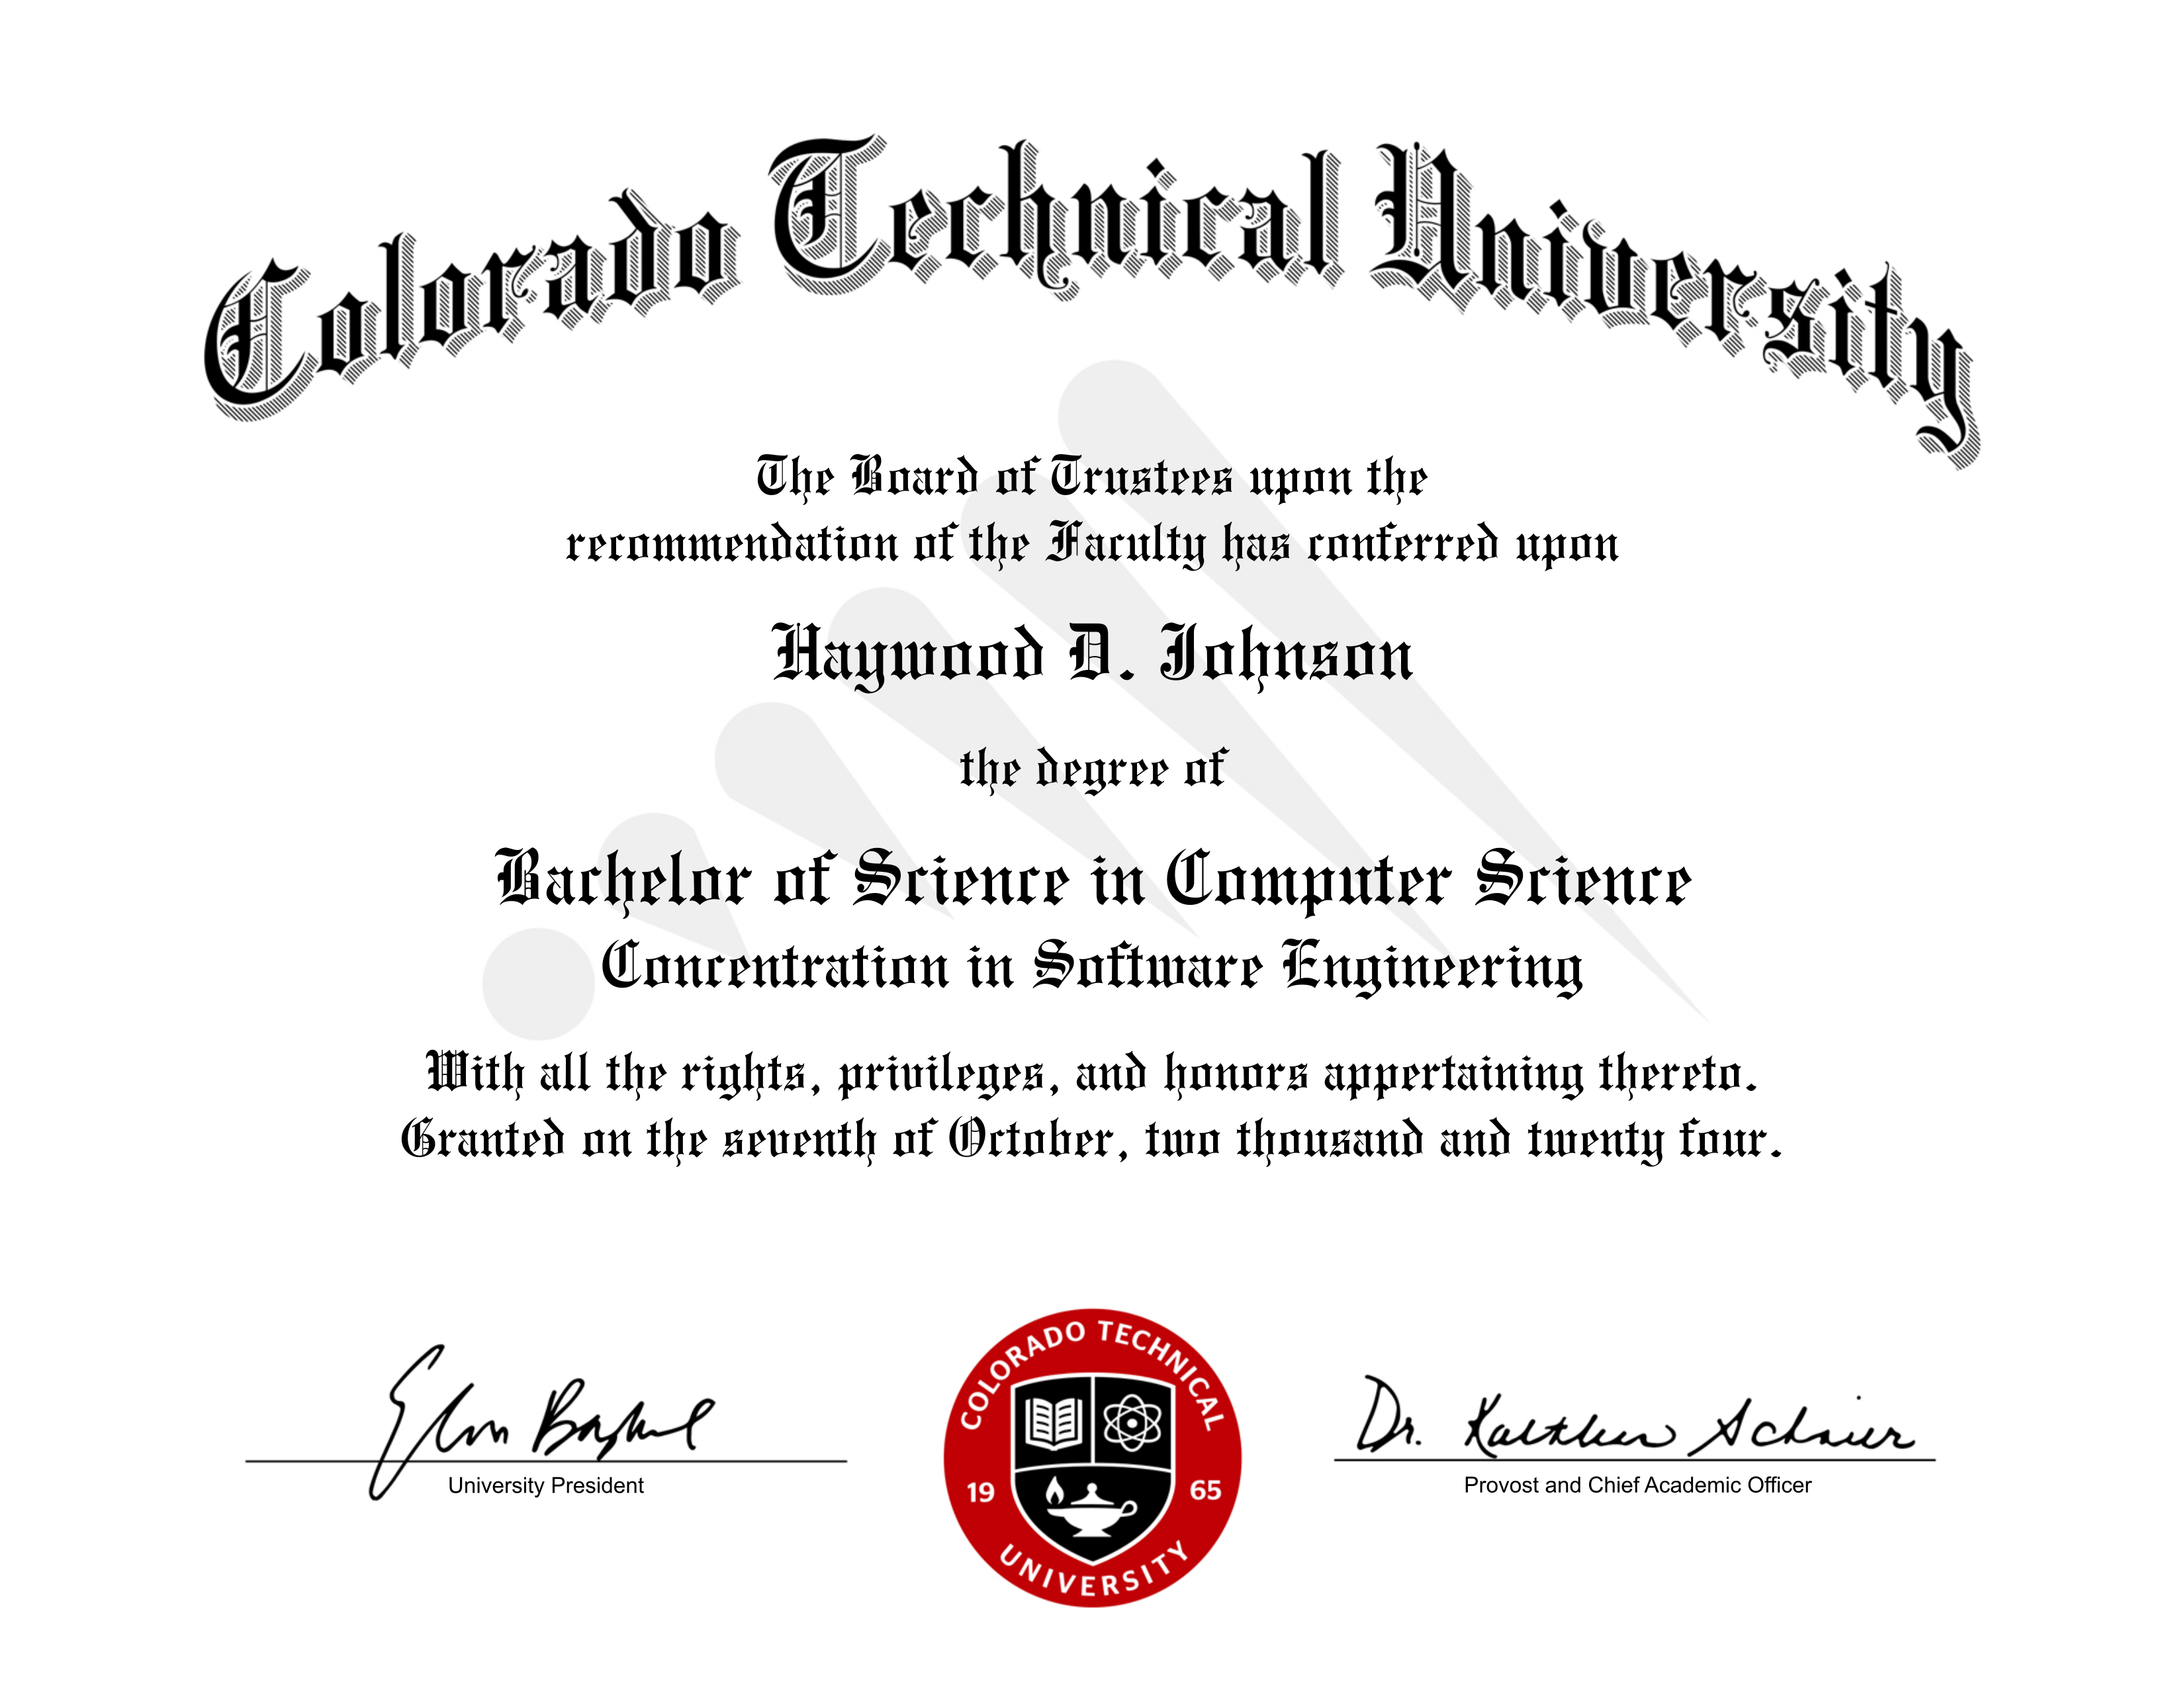 Colorado Technical University
The Board of Trustees upon the
recommendation of the Faculty has conferred upon
Haywood D. Johnson
the degree of
Bachelor of Science in Computer Science
Concentration in Software Engineering
With all the rights, privileges, and honors appertaining thereto.
Granted on the seventh of October, two thousand and twenty four.
University President
COLORADO TECHNICAL
19 65
UNIVERSITY
Dr. Kathleen Schnier
Provost and Chief Academic Officer